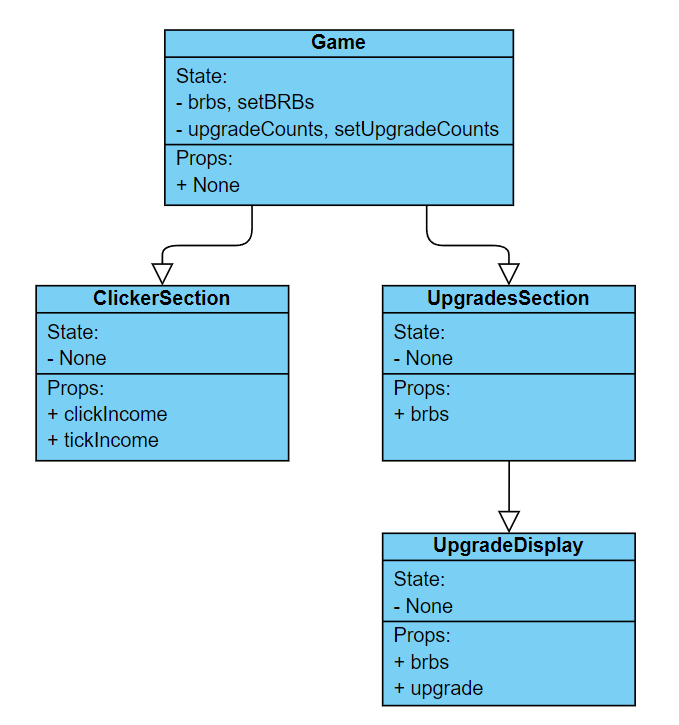 Game
State:
- brbs, setBRBs
- upgradeCounts, setUpgradeCounts
Props:
+ None
ClickerSection
State:
- None
Props:
+ clickIncome
+ tickIncome
UpgradesSection
State:
- None
Props:
+ brbs
UpgradeDisplay
State:
- None
Props:
+ brbs
+ upgrade